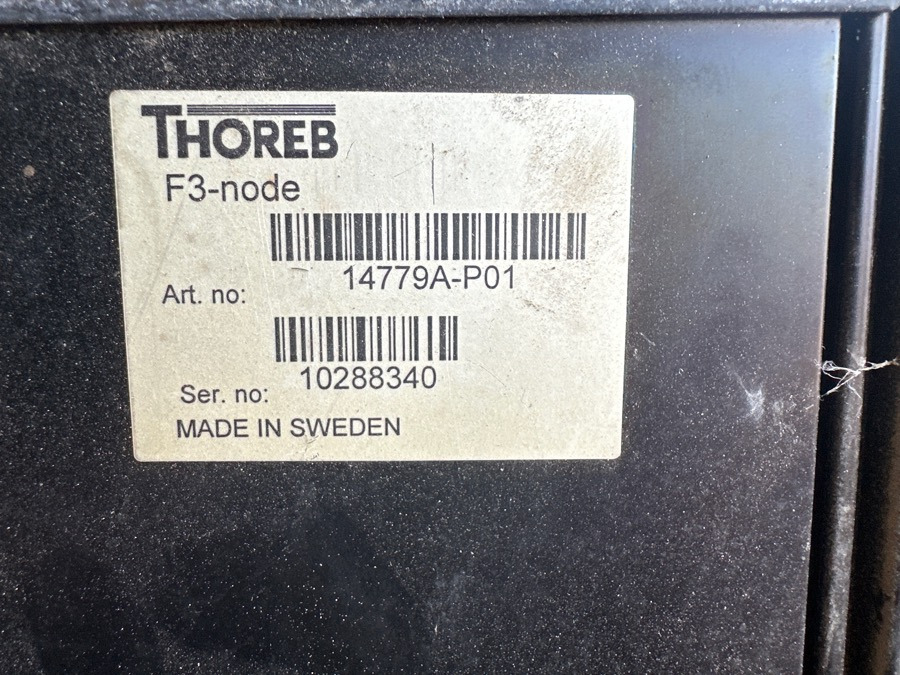 THOREB
F3-node
14779A-P01
Art. no:
10288340
Ser. no:
MADE IN SWEDEN